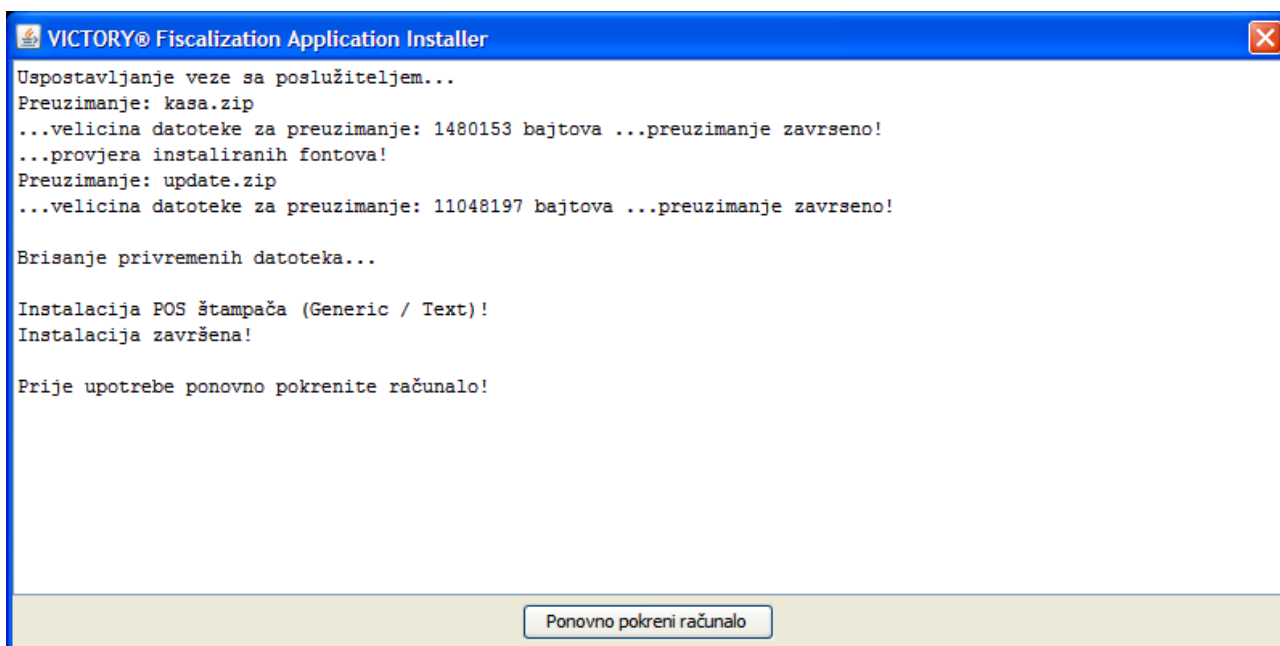 VICTORY® Fiscalization Application Installer
Uspostavljanje veze sa poslužiteljem...
Preuzimanje: kasa.zip
...velicina datoteke za preuzimanje: 1480153 bajtova ...preuzimanje zavrseno!
...provjera instaliranih fontova!
Preuzimanje: update.zip
...velicina datoteke za preuzimanje: 11048197 bajtova ...preuzimanje zavrseno!
Brisanje privremenih datoteka...
Instalacija POS štampača (Generic / Text)!
Instalacija završena!
Prije upotrebe ponovno pokrenite računalo!
Ponovno pokreni računalo